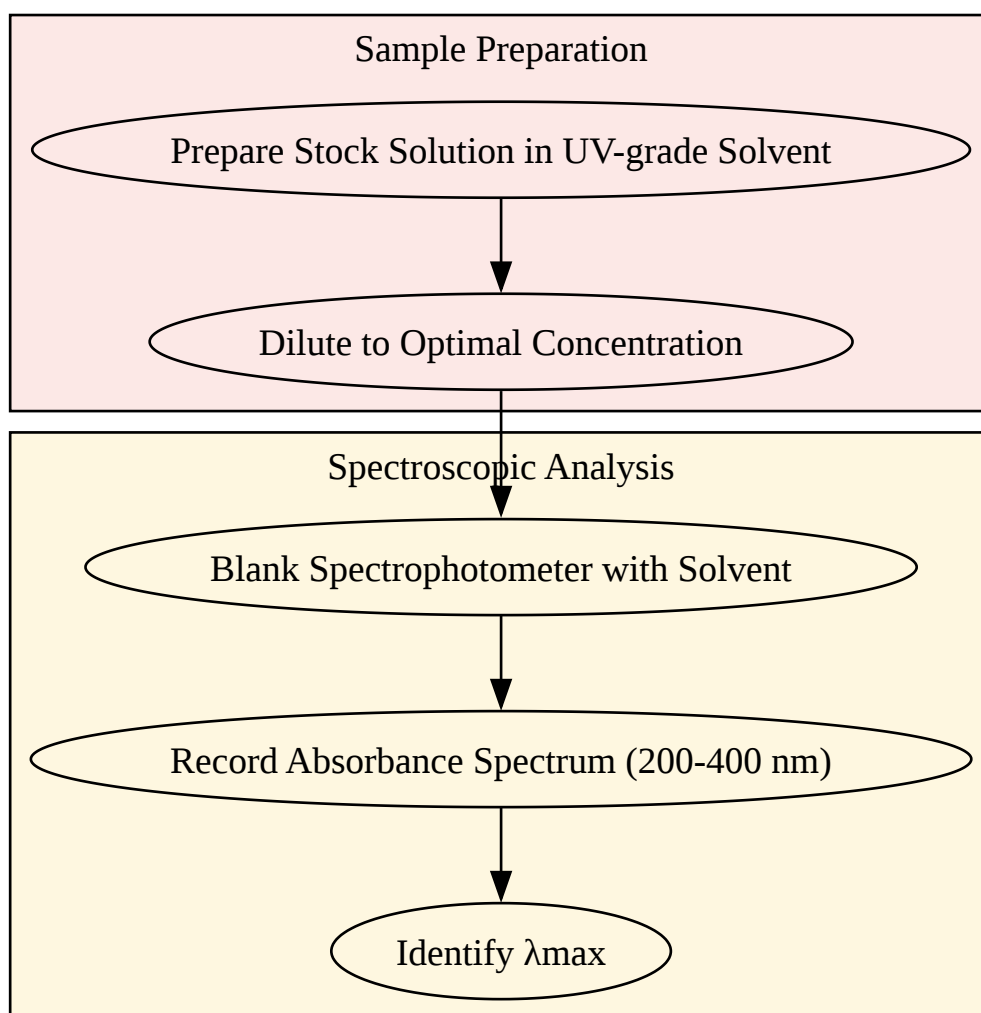 Sample Preparation
Prepare Stock Solution in UV-grade Solvent
Dilute to Optimal Concentration
Spectroscopic Analysis
Blank Spectrophotometer with Solvent
Record Absorbance Spectrum (200-400 nm)
Identify λmax